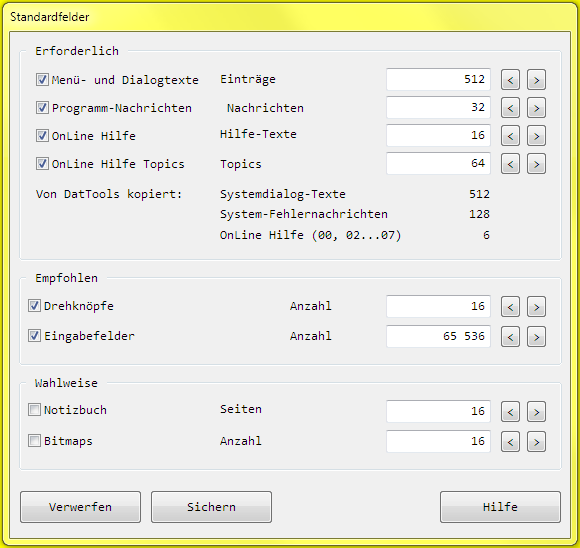 Standardfelder
Erforderlich
Menü- und Dialogtexte Einträge 512 < >
Programm-Nachrichten Nachrichten 32 < >
OnLine Hilfe Hilfe-Texte 16 < >
OnLine Hilfe Topics Topics 64 < >
Von DatTools kopiert: Systemdialog-Texte 512
System-Fehlernachrichten 128
OnLine Hilfe (00, 02...07) 6
Empfohlen
Drehknöpfe Anzahl 16 < >
Eingabefelder Anzahl 65 536 < >
Wahlweise
Notizbuch Seiten 16 < >
Bitmaps Anzahl 16 < >
Verwerfen Sichern Hilfe